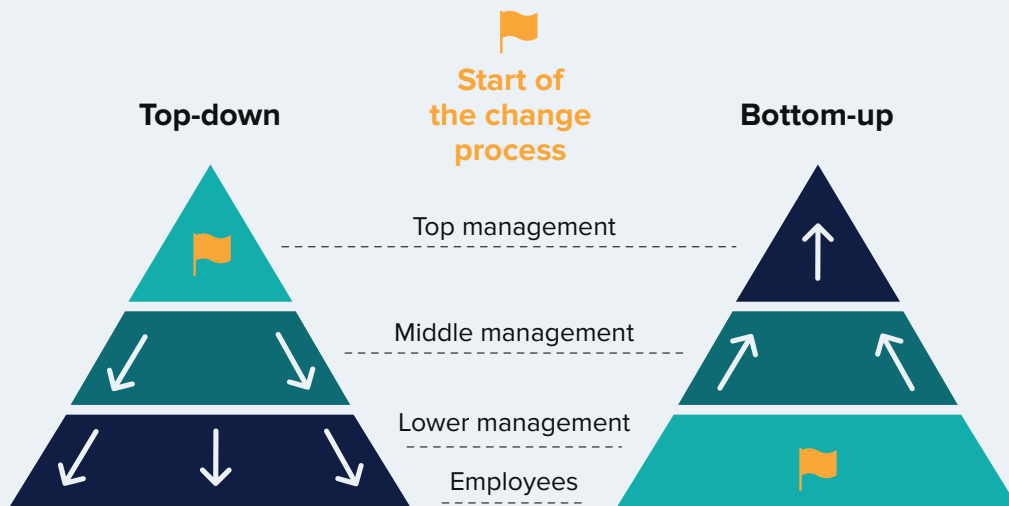 Start of
the change
process
Top-down
Bottom-up
Top management
Middle management
Lower management
Employees